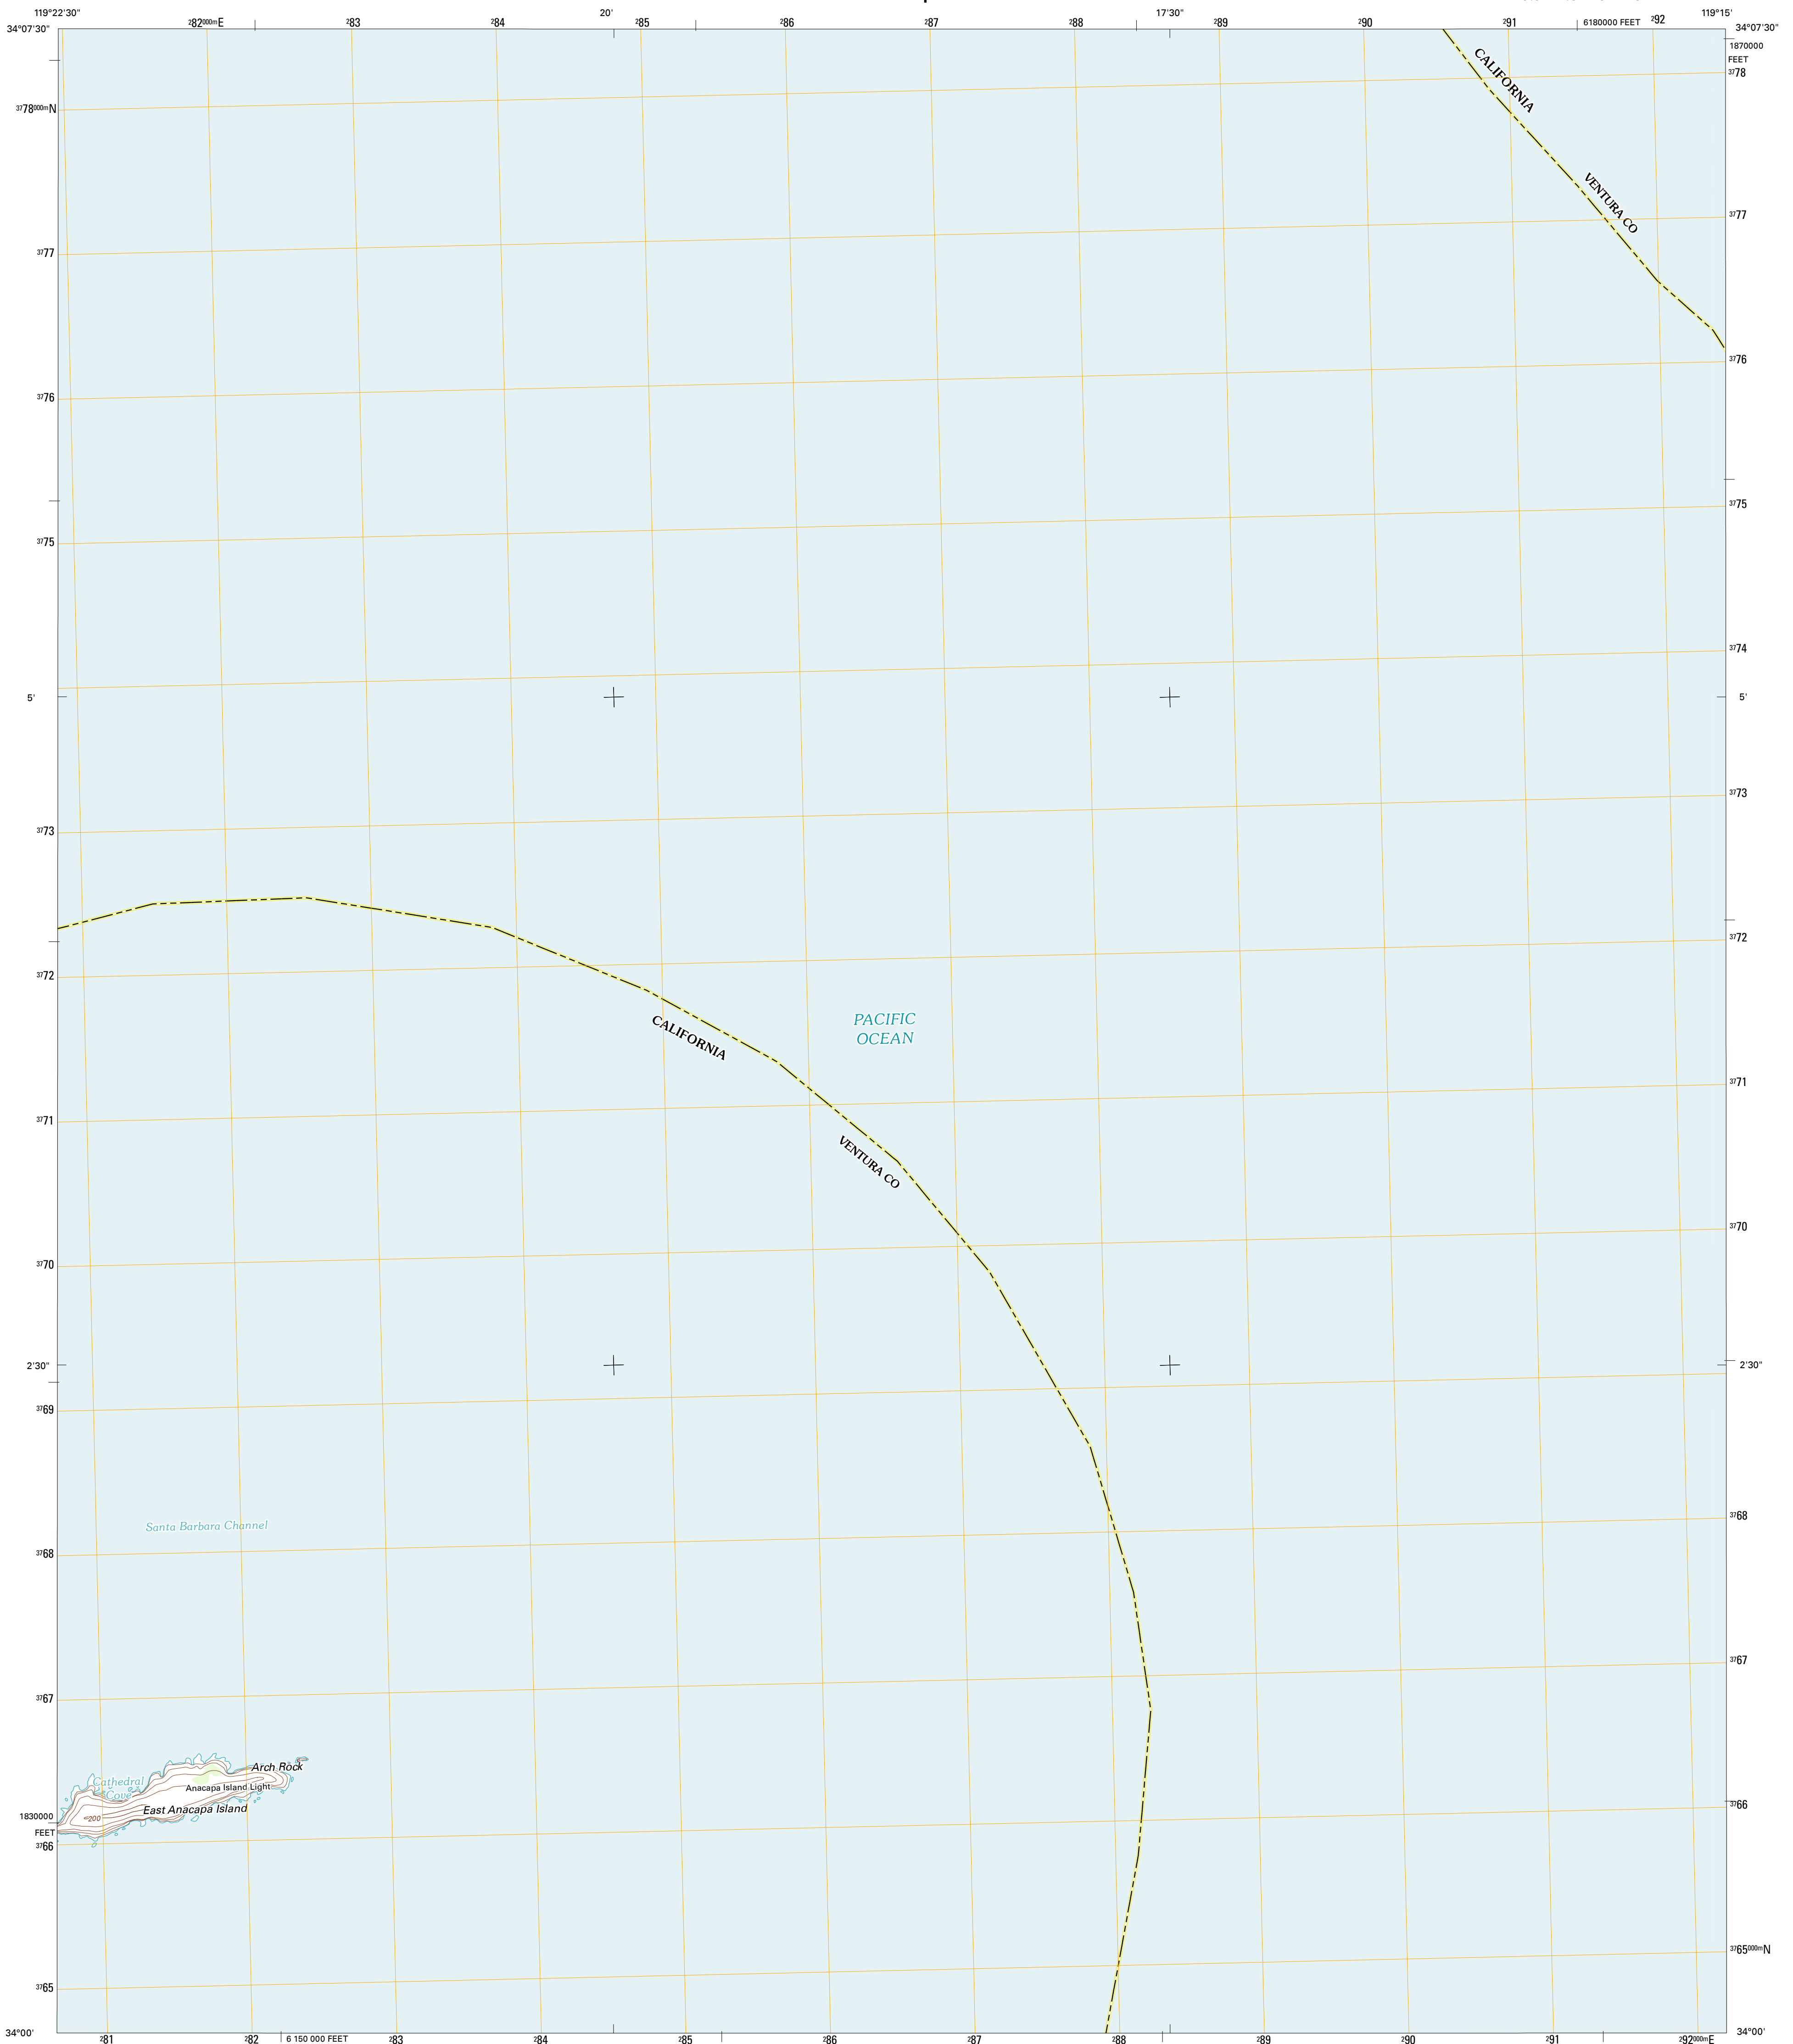 119°22'30" 20' 17'30" 119°15'
282000mE 283 284 285 286 287 288 289 290 291 6180000 FEET 292
34°07'30" 34°07'30"
1870000
FEET
CALIFORNIA
3778
3778000mN
VENTURA CO
3777
3777
3776
3776
3775
3775
3774
5' 5'
3773
3773
3772
3772
PACIFIC
OCEAN
CALIFORNIA
3771
3771
VENTURA CO
3770
3770
2'30" 2'30"
3769
3768
Santa Barbara Channel
3768
3767
3767
Arch Rock
Cathedral
Cove
Anacapa Island Light
3766
East Anacapa Island
200
1830000
FEET
3766
3765000mN
3765
34°00' 34°00'
281 282 6 150 000 FEET 283 284 285 286 287 288 289 290 291 292000mE